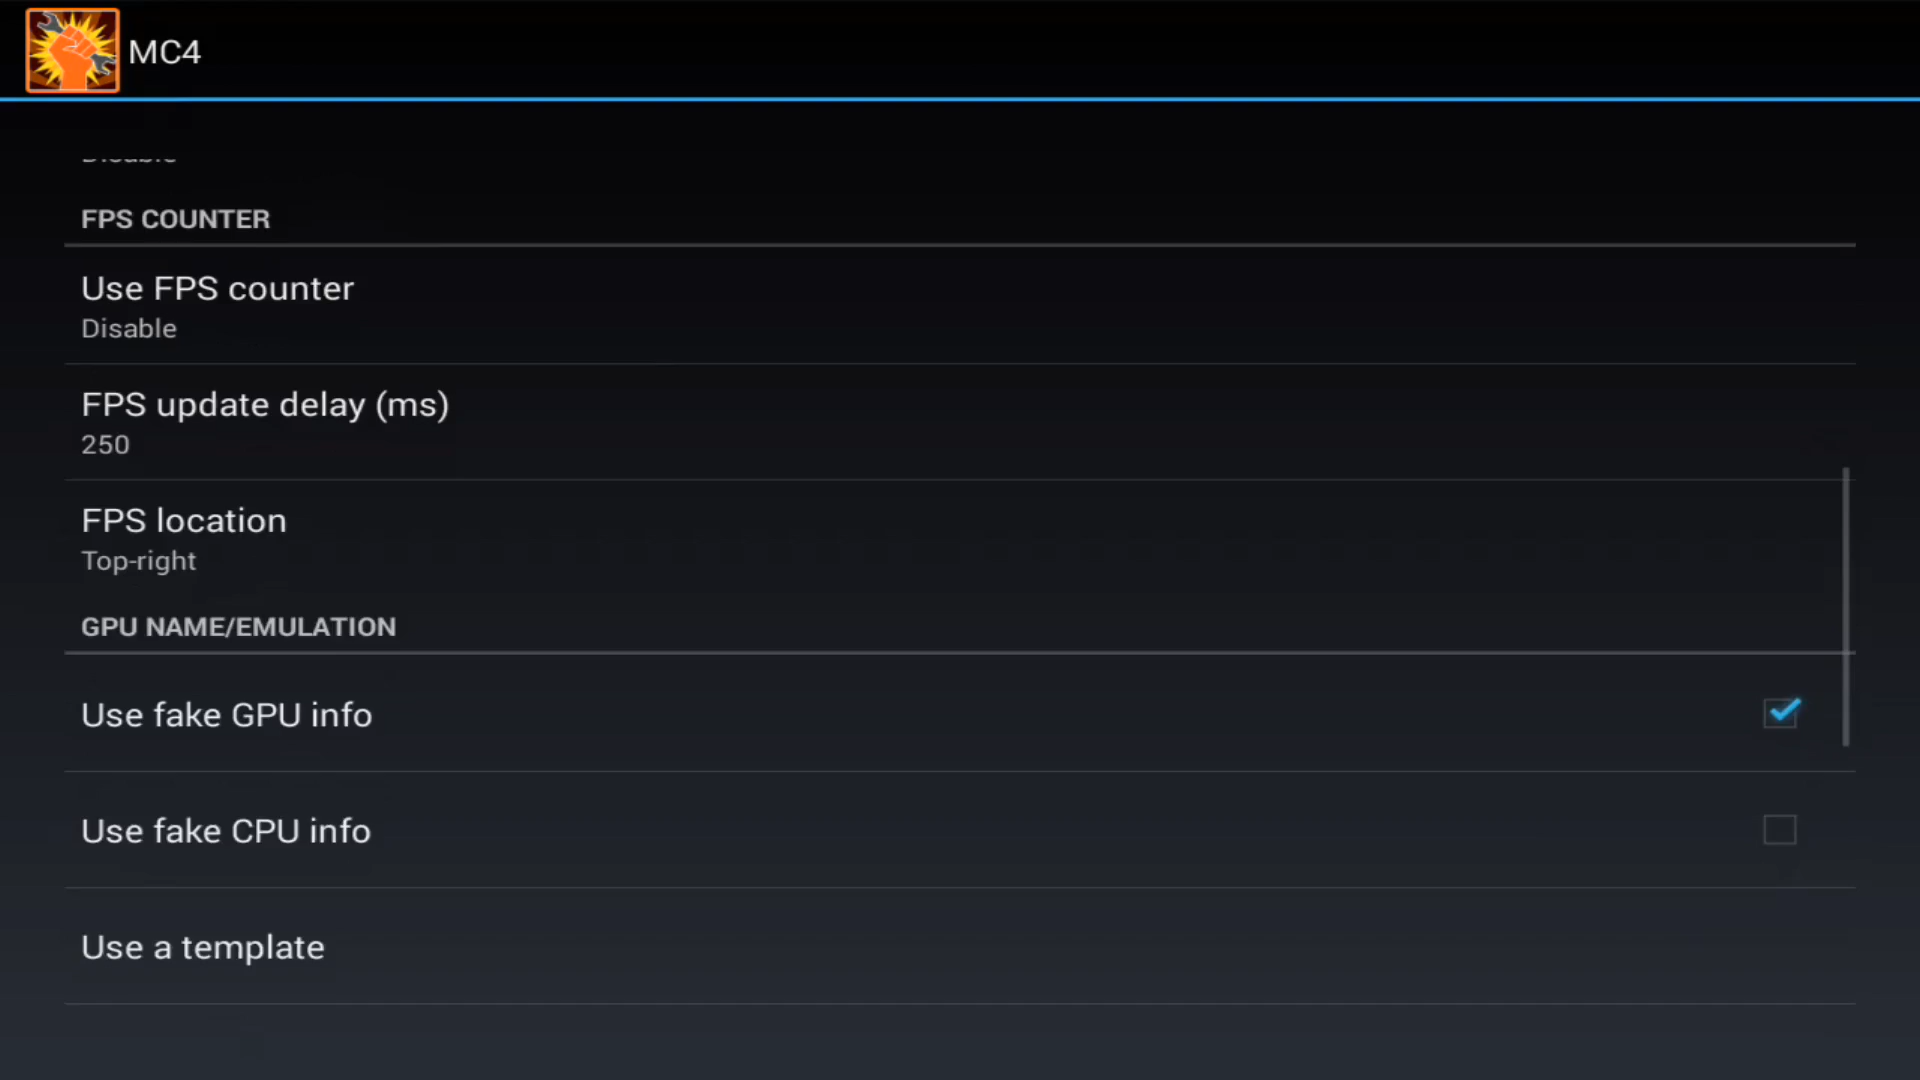 MC4
FPS COUNTER
Use FPS counter
Disable
FPS update delay (ms)
250
FPS location
Top-right
GPU NAME/EMULATION
Use fake GPU info
Use fake CPU info
Use a template